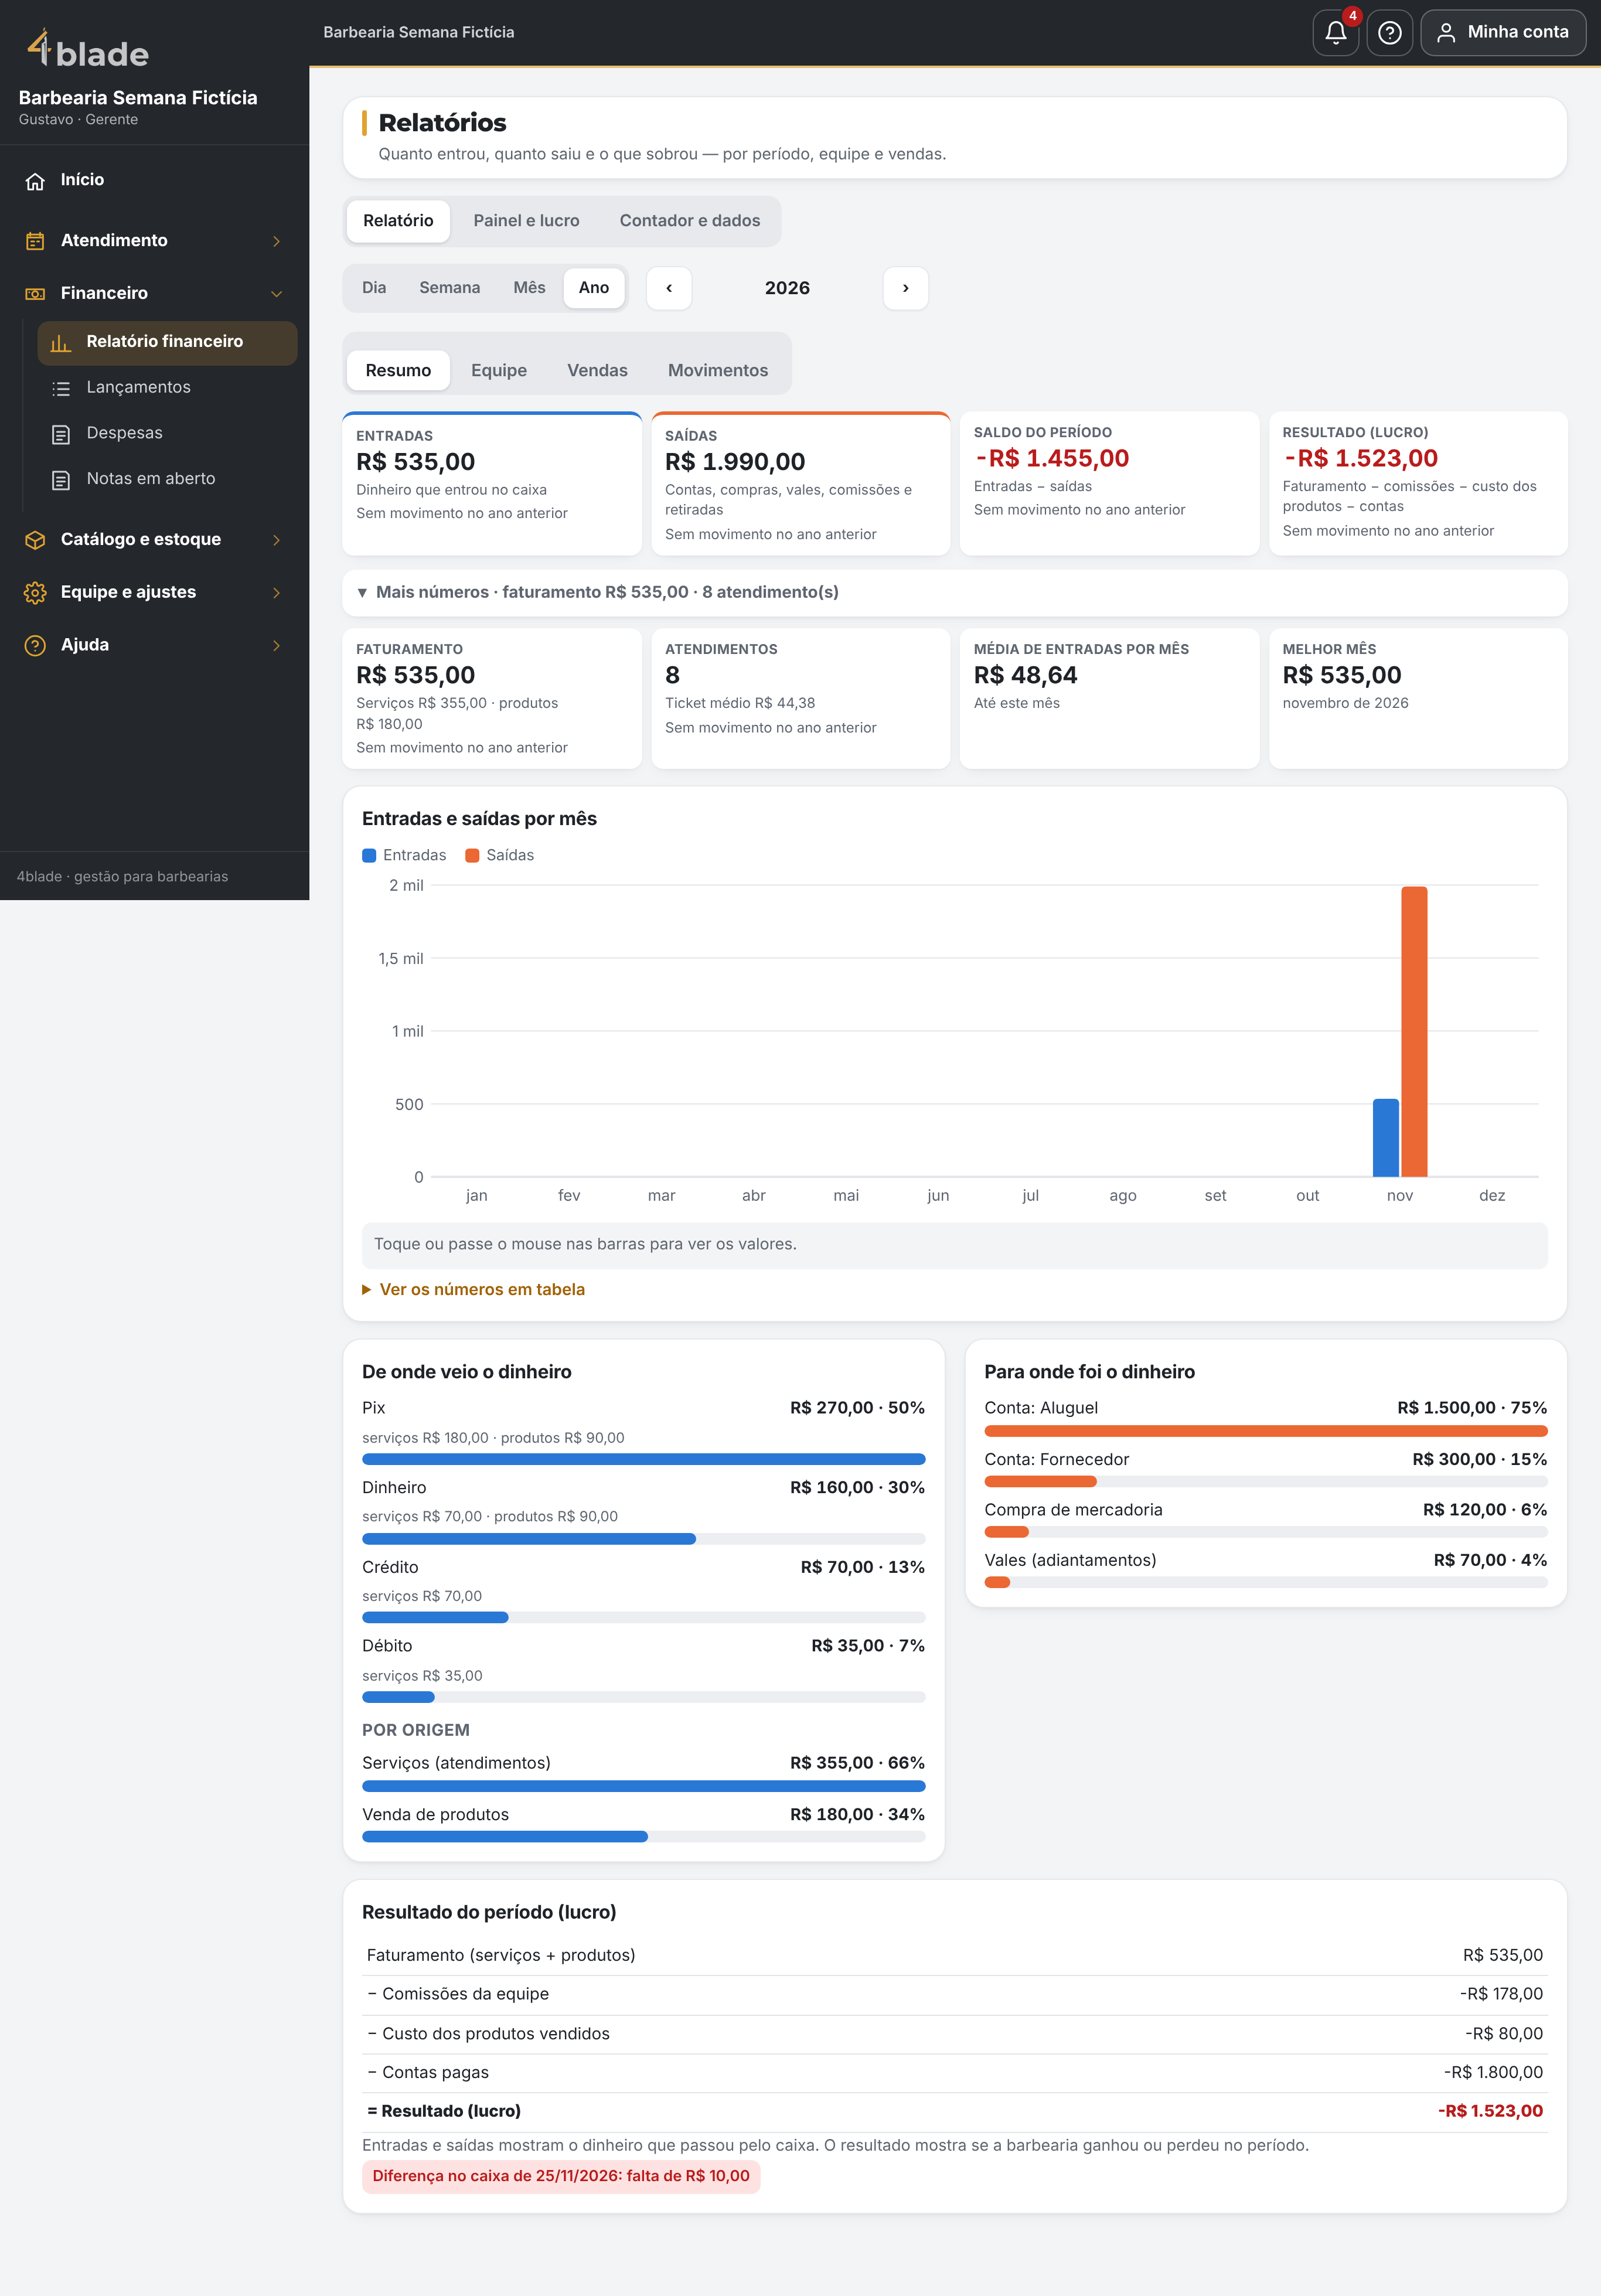 4blade
Barbearia Semana Fictícia
Gustavo · Gerente
Início
Atendimento
Financeiro
Relatório financeiro
Lançamentos
Despesas
Notas em aberto
Catálogo e estoque
Equipe e ajustes
Ajuda
4blade · gestão para barbearias
Barbearia Semana Fictícia
4
Minha conta
Relatórios
Quanto entrou, quanto saiu e o que sobrou — por período, equipe e vendas.
Relatório Painel e lucro Contador e dados
Dia Semana Mês Ano ‹ 2026 ›
Resumo Equipe Vendas Movimentos
ENTRADAS
R$ 535,00
Dinheiro que entrou no caixa
Sem movimento no ano anterior
SAÍDAS
R$ 1.990,00
Contas, compras, vales, comissões e
retiradas
Sem movimento no ano anterior
SALDO DO PERÍODO
-R$ 1.455,00
Entradas − saídas
Sem movimento no ano anterior
RESULTADO (LUCRO)
-R$ 1.523,00
Faturamento − comissões − custo dos
produtos − contas
Sem movimento no ano anterior
▼ Mais números · faturamento R$ 535,00 · 8 atendimento(s)
FATURAMENTO
R$ 535,00
Serviços R$ 355,00 · produtos
R$ 180,00
Sem movimento no ano anterior
ATENDIMENTOS
8
Ticket médio R$ 44,38
Sem movimento no ano anterior
MÉDIA DE ENTRADAS POR MÊS
R$ 48,64
Até este mês
MELHOR MÊS
R$ 535,00
novembro de 2026
Entradas e saídas por mês
Entradas Saídas
2 mil
1,5 mil
1 mil
500
0
jan fev mar abr mai jun jul ago set out nov dez
Toque ou passe o mouse nas barras para ver os valores.
▶ Ver os números em tabela
De onde veio o dinheiro
Pix R$ 270,00 · 50%
serviços R$ 180,00 · produtos R$ 90,00
Dinheiro R$ 160,00 · 30%
serviços R$ 70,00 · produtos R$ 90,00
Crédito R$ 70,00 · 13%
serviços R$ 70,00
Débito R$ 35,00 · 7%
serviços R$ 35,00
POR ORIGEM
Serviços (atendimentos) R$ 355,00 · 66%
Venda de produtos R$ 180,00 · 34%
Para onde foi o dinheiro
Conta: Aluguel R$ 1.500,00 · 75%
Conta: Fornecedor R$ 300,00 · 15%
Compra de mercadoria R$ 120,00 · 6%
Vales (adiantamentos) R$ 70,00 · 4%
Resultado do período (lucro)
Faturamento (serviços + produtos) R$ 535,00
− Comissões da equipe -R$ 178,00
− Custo dos produtos vendidos -R$ 80,00
− Contas pagas -R$ 1.800,00
= Resultado (lucro) -R$ 1.523,00
Entradas e saídas mostram o dinheiro que passou pelo caixa. O resultado mostra se a barbearia ganhou ou perdeu no período.
Diferença no caixa de 25/11/2026: falta de R$ 10,00